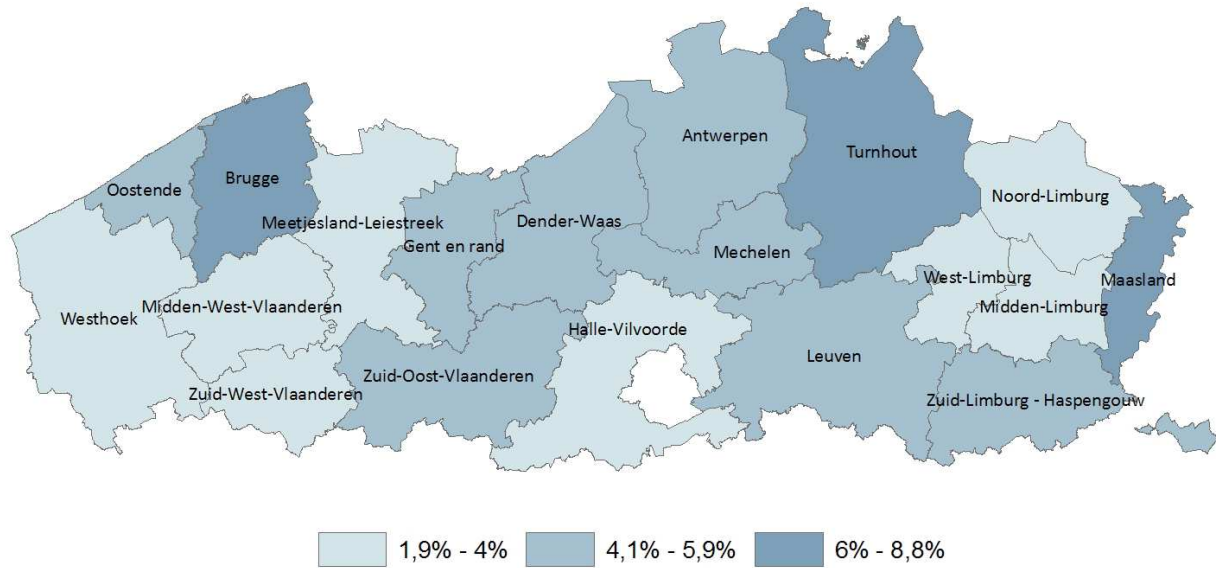 Antwerpen
Turnhout
Oostende
Brugge
Noord-Limburg
Meetjesland-Leiestreek
Dender-Waas
Gent en rand
Mechelen
West-Limburg
Maasland
Midden-West-Vlaanderen
Midden-Limburg
Westhoek
Halle-Vilvoorde
Leuven
Zuid-Oost-Vlaanderen
Zuid-West-Vlaanderen
Zuid-Limburg - Haspengouw
1,9% - 4% 4,1% - 5,9% 6% - 8,8%